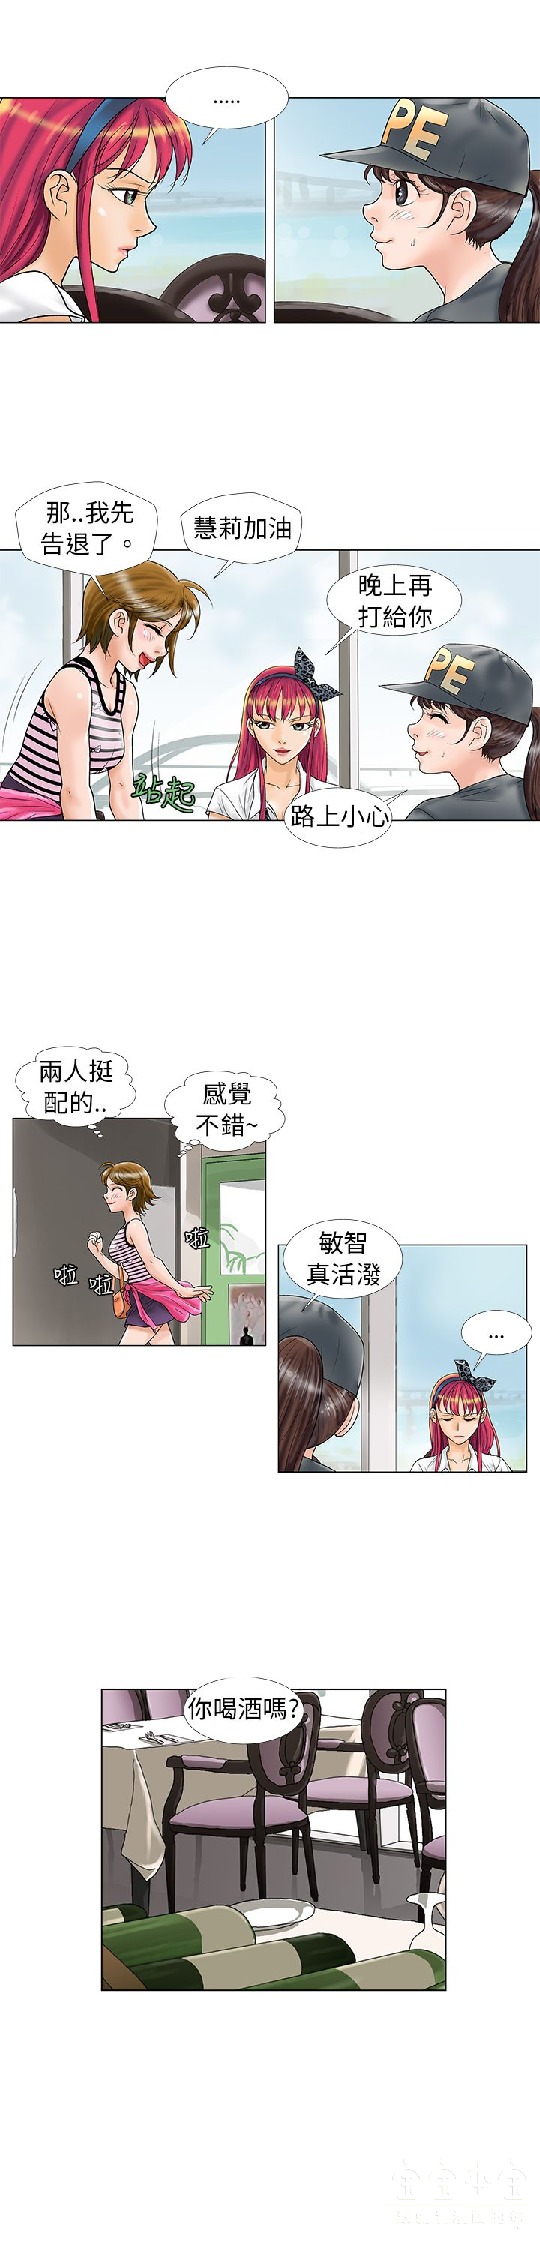 .....
PE
那..我先
告退了。
慧莉加油
晚上再
打給你
PE
站起
路上小心
兩人挺
配的..
感覺
不錯~
啦
啦
啦
敏智
真活潑
...
你喝酒嗎?